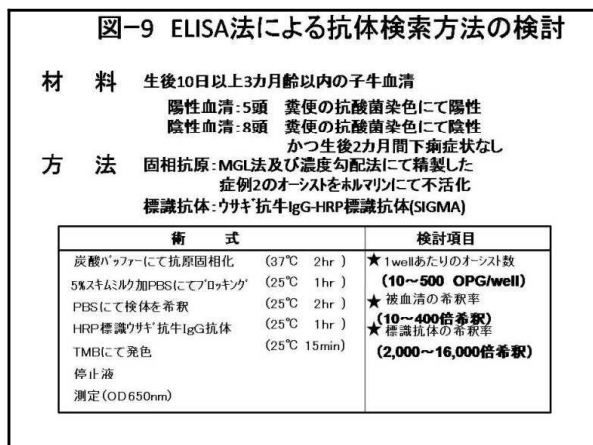 図−9 ELISA法による抗体検索方法の検討
材 料 生後10日以上3カ月齢以内の子牛血清
陽性血清:5頭 糞便の抗酸菌染色にて陽性
陰性血清:8頭 糞便の抗酸菌染色にて陰性
かつ生後2カ月間下痢症状なし
方 法 固相抗原:MGL法及び濃度勾配法にて精製した
症例2のオーシストをホルマリンにて不活化
標識抗体:ウサギ抗牛IgG-HRP標識抗体(SIGMA)
術 式 検討項目
炭酸バッファーにて抗原固相化 (37℃ 2hr ) ★1wellあたりのオーシスト数
(10〜500 OPG/well)
5%スキムミルク加PBSにてブロッキング (25℃ 1hr )
PBSにて検体を希釈 (25℃ 2hr ) ★被血清の希釈率
(10〜400倍希釈)
HRP標識ウサギ抗牛IgG抗体 (25℃ 1hr ) ★標識抗体の希釈率
(2,000〜16,000倍希釈)
TMBにて発色 (25℃ 15min)
停止液
測定(OD650nm)